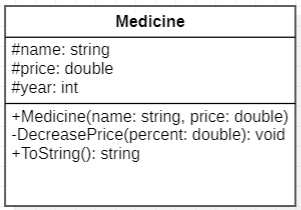 Medicine
#name: string
#price: double
#year: int
+Medicine(name: string, price: double)
-DecreasePrice(percent: double): void
+ToString(): string